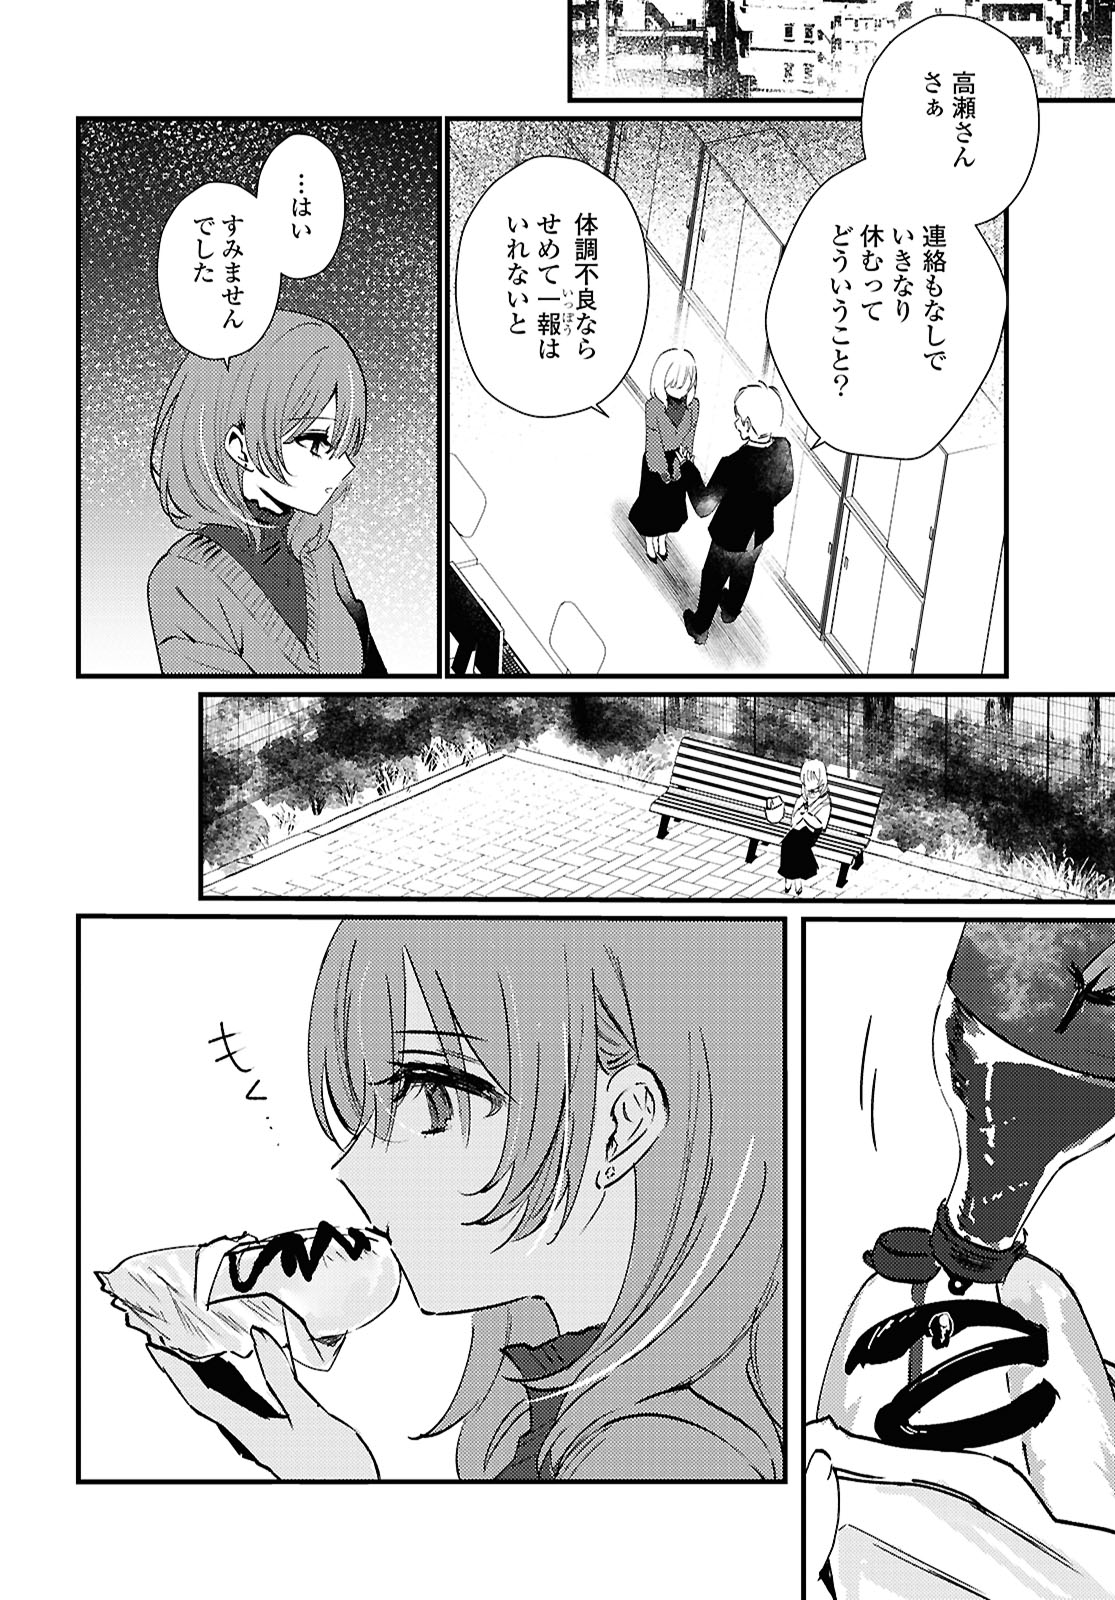 高瀬さん
さぁ
連絡もなしで
いきなり
休むって
どういうこと？
体調不良なら
せめて一報は
いっぽう
いれないと
…はい
すみません
でした
もく…